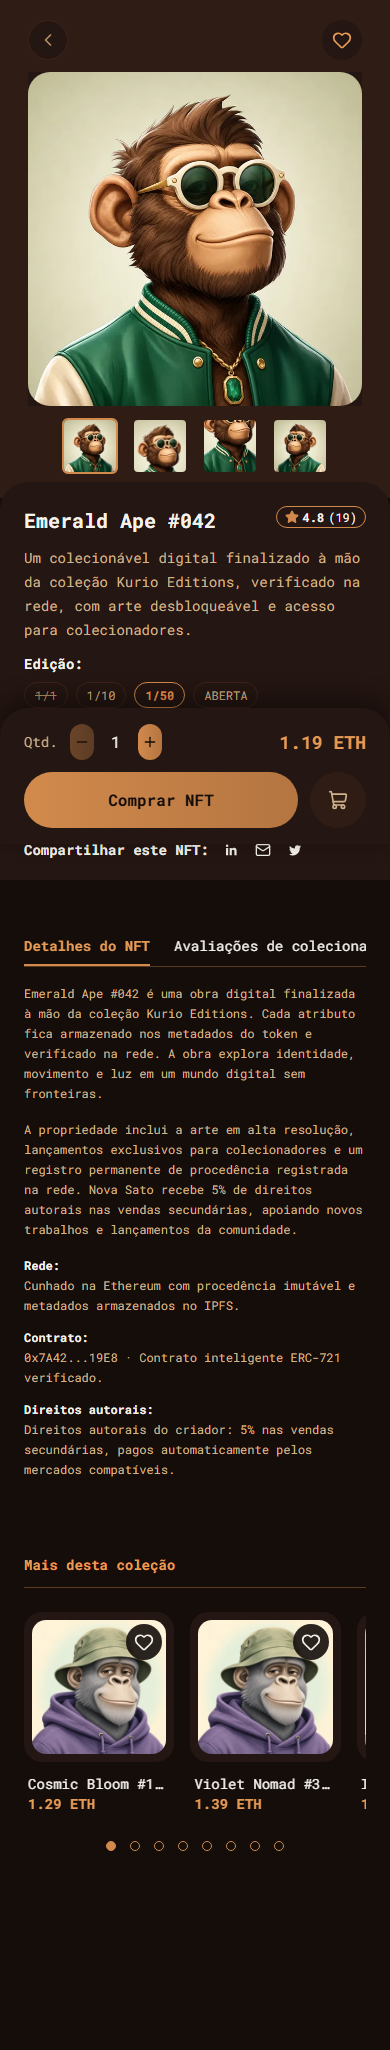 Emerald Ape #042
4.8 (19)
Um colecionável digital finalizado à mão
da coleção Kurio Editions, verificado na
rede, com arte desbloqueável e acesso
para colecionadores.
Edição:
1/1 1/10 1/50 ABERTA
Qtd. − 1 + 1.19 ETH
Comprar NFT
Compartilhar este NFT:
Detalhes do NFT Avaliações de coleciona
Emerald Ape #042 é uma obra digital finalizada
à mão da coleção Kurio Editions. Cada atributo
fica armazenado nos metadados do token e
verificado na rede. A obra explora identidade,
movimento e luz em um mundo digital sem
fronteiras.
A propriedade inclui a arte em alta resolução,
lançamentos exclusivos para colecionadores e um
registro permanente de procedência registrada
na rede. Nova Sato recebe 5% de direitos
autorais nas vendas secundárias, apoiando novos
trabalhos e lançamentos da comunidade.
Rede:
Cunhado na Ethereum com procedência imutável e
metadados armazenados no IPFS.
Contrato:
0x7A42...19E8 · Contrato inteligente ERC-721
verificado.
Direitos autorais:
Direitos autorais do criador: 5% nas vendas
secundárias, pagos automaticamente pelos
mercados compatíveis.
Mais desta coleção
Cosmic Bloom #1…
1.29 ETH
Violet Nomad #3…
1.39 ETH